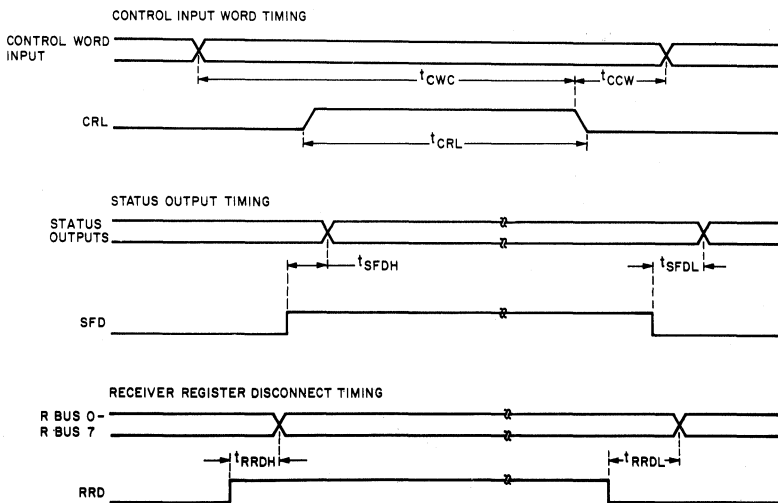 CONTROL INPUT WORD TIMING
CONTROL WORD
INPUT
tCWC
tCCW
CRL
tCRL
STATUS OUTPUT TIMING
STATUS
OUTPUTS
tSFDH
tSFDL
SFD
RECEIVER REGISTER DISCONNECT TIMING
R BUS 0-
R BUS 7
tRRDH
tRRDL
RRD